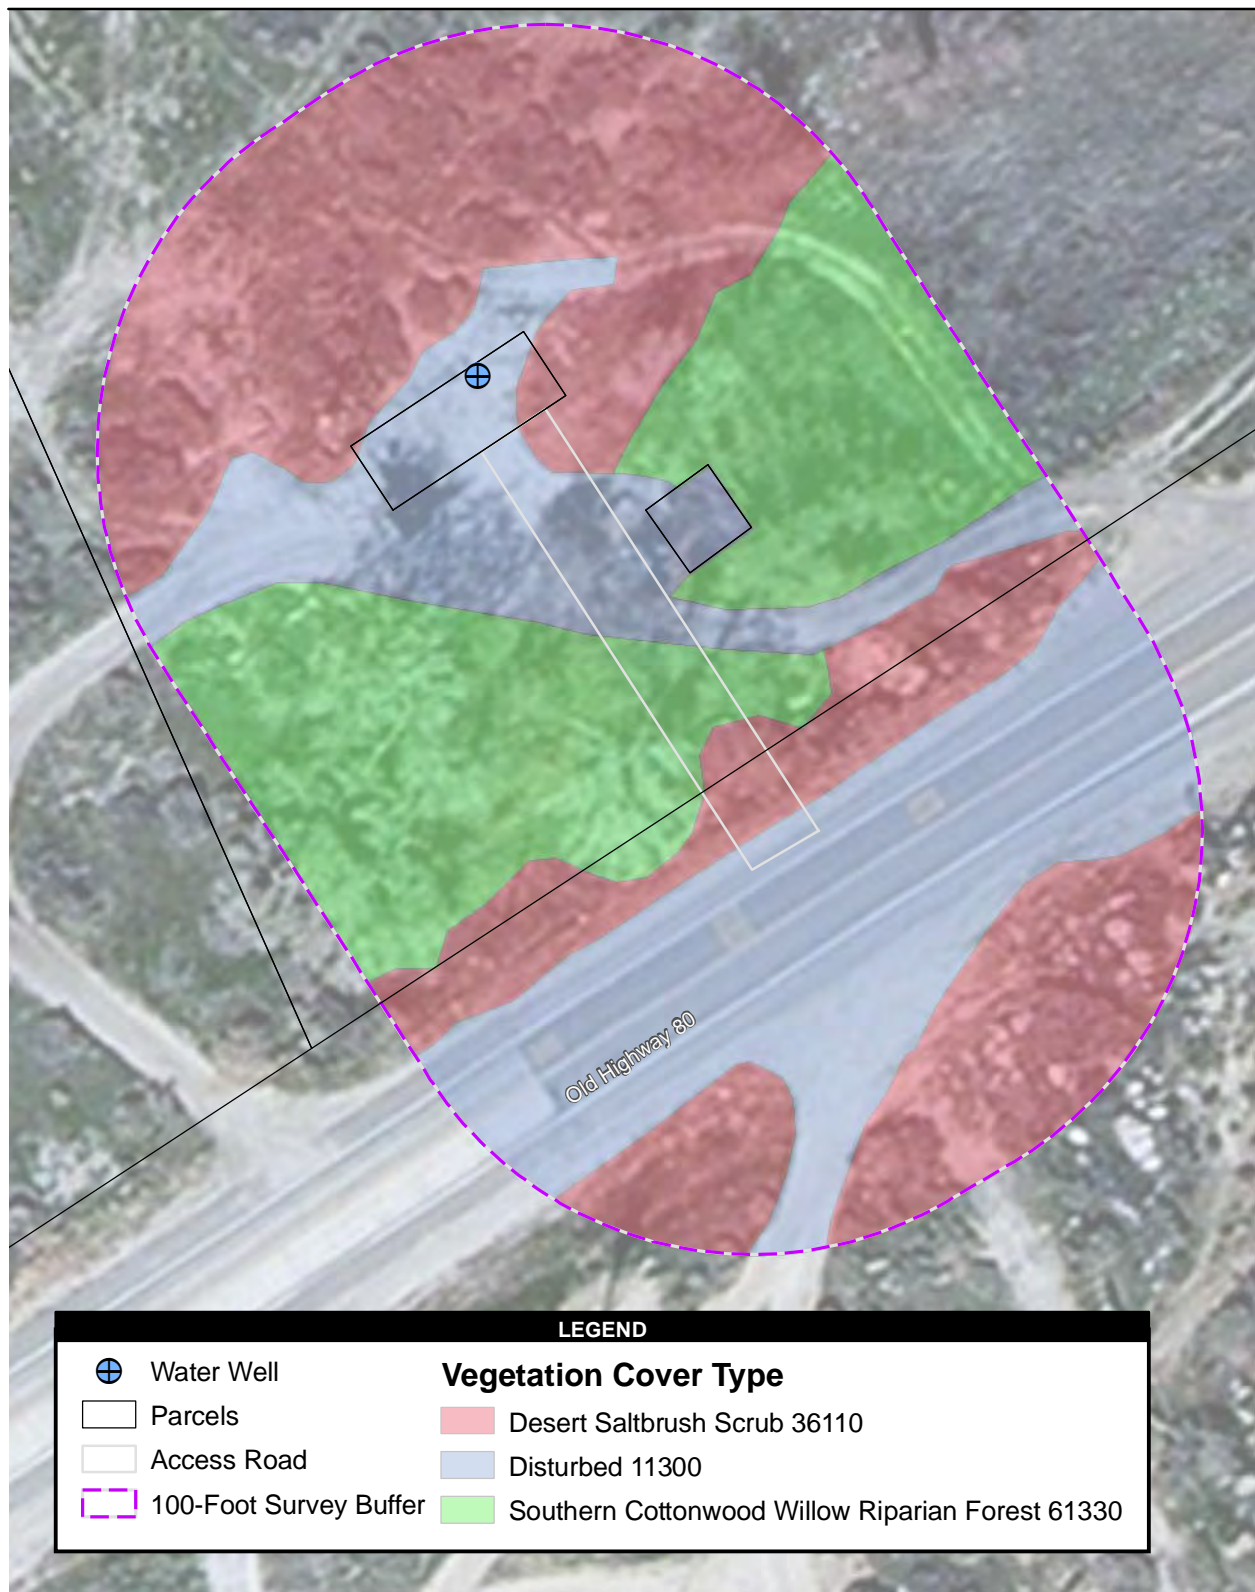 Old Highway 80
LEGEND
Water Well
Parcels
Access Road
100-Foot Survey Buffer
Vegetation Cover Type
Desert Saltbrush Scrub 36110
Disturbed 11300
Southern Cottonwood Willow Riparian Forest 61330